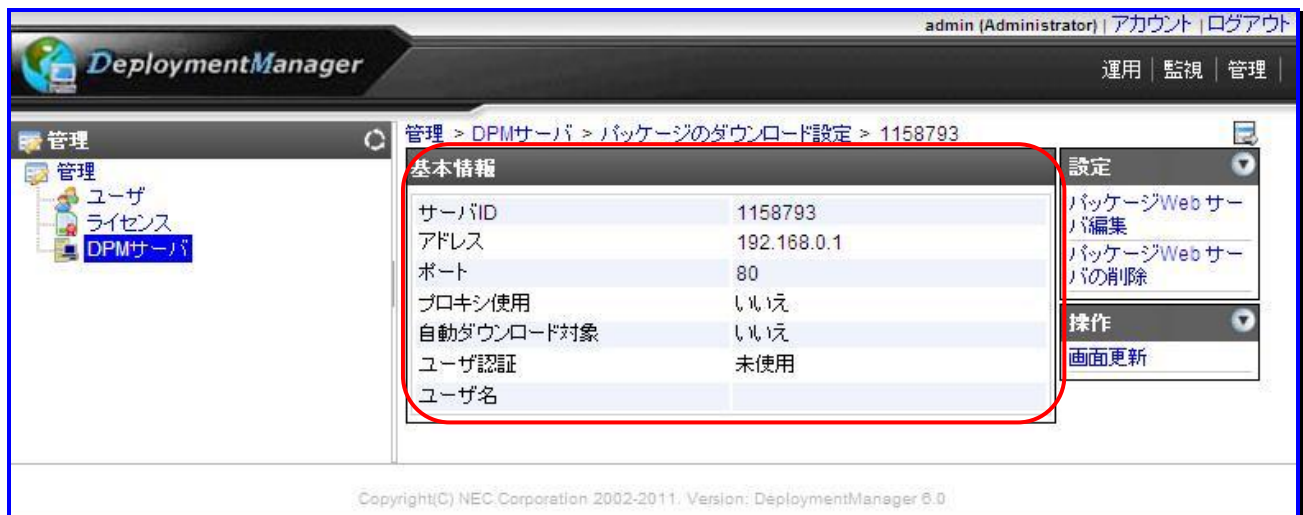 admin (Administrator) | アカウント | ログアウト
DeploymentManager
運用 | 監視 | 管理 |
管理
管理
ユーザ
ライセンス
DPMサーバ
管理 > DPMサーバ > パッケージのダウンロード設定 > 1158793
基本情報
サーバID 1158793
アドレス 192.168.0.1
ポート 80
プロキシ使用 いいえ
自動ダウンロード対象 いいえ
ユーザ認証 未使用
ユーザ名
設定
パッケージWeb サー
バ編集
パッケージWeb サー
バの削除
操作
画面更新
Copyright(C) NEC Corporation 2002-2011. Version: DeploymentManager 6.0